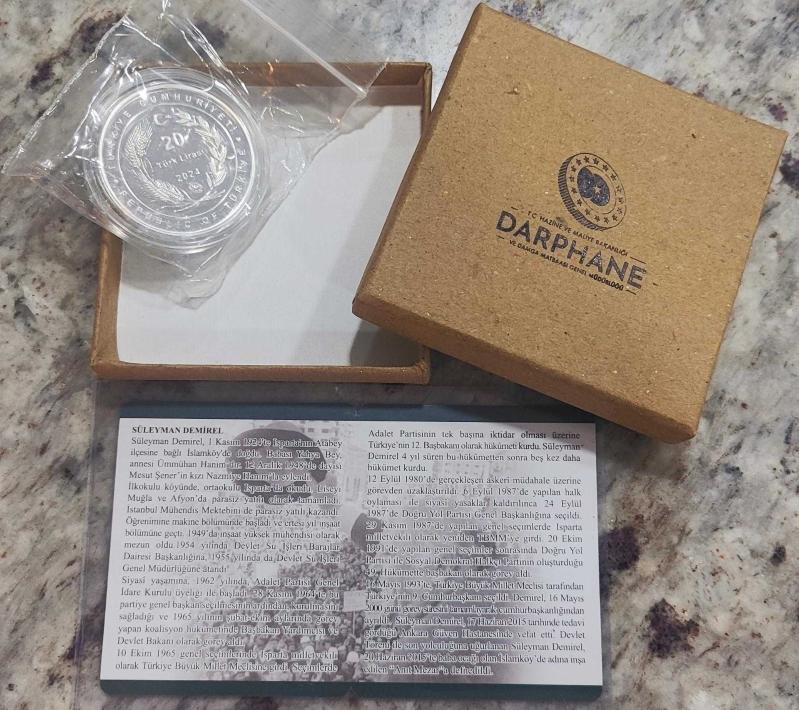 TÜRKİYE CUMHURİYETİ
20
Türk Lirası
2024
REPUBLIC OF TÜRKİYE
T.C. HAZİNE VE MALİYE BAKANLIĞI
DARPHANE
VE DAMGA MATBAASI GENEL MÜDÜRLÜĞÜ
SÜLEYMAN DEMİREL
Süleyman Demirel, 1 Kasım 1924'te Isparta'nın Atabey
ilçesine bağlı İslamköy'de doğdu. Babası Yahya Bey,
annesi Ümmühan Hanım'dır. 12 Aralık 1948'de dayısı
Mesut Şener'in kızı Nazmiye Hanım'la evlendi.
İlkokulu köyünde, ortaokulu Isparta'da okudu. Liseyi
Muğla ve Afyon'da parasız yatılı olarak tamamladı.
İstanbul Mühendis Mektebini de parasız yatılı kazandı.
Öğrenimine makine bölümünde başladı ve ertesi yıl inşaat
bölümüne geçti. 1949'da inşaat yüksek mühendisi olarak
mezun oldu. 1954 yılında Devlet Su İşleri Barajlar
Dairesi Başkanlığına, 1955 yılında da Devlet Su İşleri
Genel Müdürlüğüne atandı.
Siyasi yaşamına, 1962 yılında, Adalet Partisi Genel
İdare Kurulu üyeliği ile başladı. 28 Kasım 1964'te bu
partiye genel başkan seçilmesinin ardından, kurulmasını
sağladığı ve 1965 yılının şubat-ekim aylarında görev
yapan koalisyon hükümetinde Başbakan Yardımcısı ve
Devlet Bakanı olarak görev aldı.
10 Ekim 1965 genel seçimlerinde Isparta milletvekili
olarak Türkiye Büyük Millet Meclisine girdi. Seçimlerde
Adalet Partisinin tek başına iktidar olması üzerine
Türkiye'nin 12. Başbakanı olarak hükümeti kurdu. Süleyman
Demirel 4 yıl süren bu hükümetten sonra beş kez daha
hükümet kurdu.
12 Eylül 1980'de gerçekleşen askeri müdahale üzerine
görevden uzaklaştırıldı. 6 Eylül 1987'de yapılan halk
oylaması ile siyasi yasaklar kaldırılınca 24 Eylül
1987'de Doğru Yol Partisi Genel Başkanlığına seçildi.
29 Kasım 1987'de yapılan genel seçimlerde Isparta
milletvekili olarak yeniden TBMM'ye girdi. 20 Ekim
1991'de yapılan genel seçimler sonrasında Doğru Yol
Partisi ile Sosyal Demokrat Halkçı Partinin oluşturduğu
49. Hükümette başbakan olarak görev aldı.
16 Mayıs 1993'te, Türkiye Büyük Millet Meclisi tarafından
Türkiye'nin 9. Cumhurbaşkanı seçildi. Demirel, 16 Mayıs
2000 günü görev süresini tamamlayarak cumhurbaşkanlığından
ayrıldı. Süleyman Demirel, 17 Haziran 2015 tarihinde tedavi
gördüğü Ankara Güven Hastanesinde vefat etti. Devlet
Töreni ile son yolculuğuna uğurlanan Süleyman Demirel,
20 Haziran 2015'te baba ocağı olan İslamköy'de adına inşa
edilen "Anıt Mezar"a defnedildi.